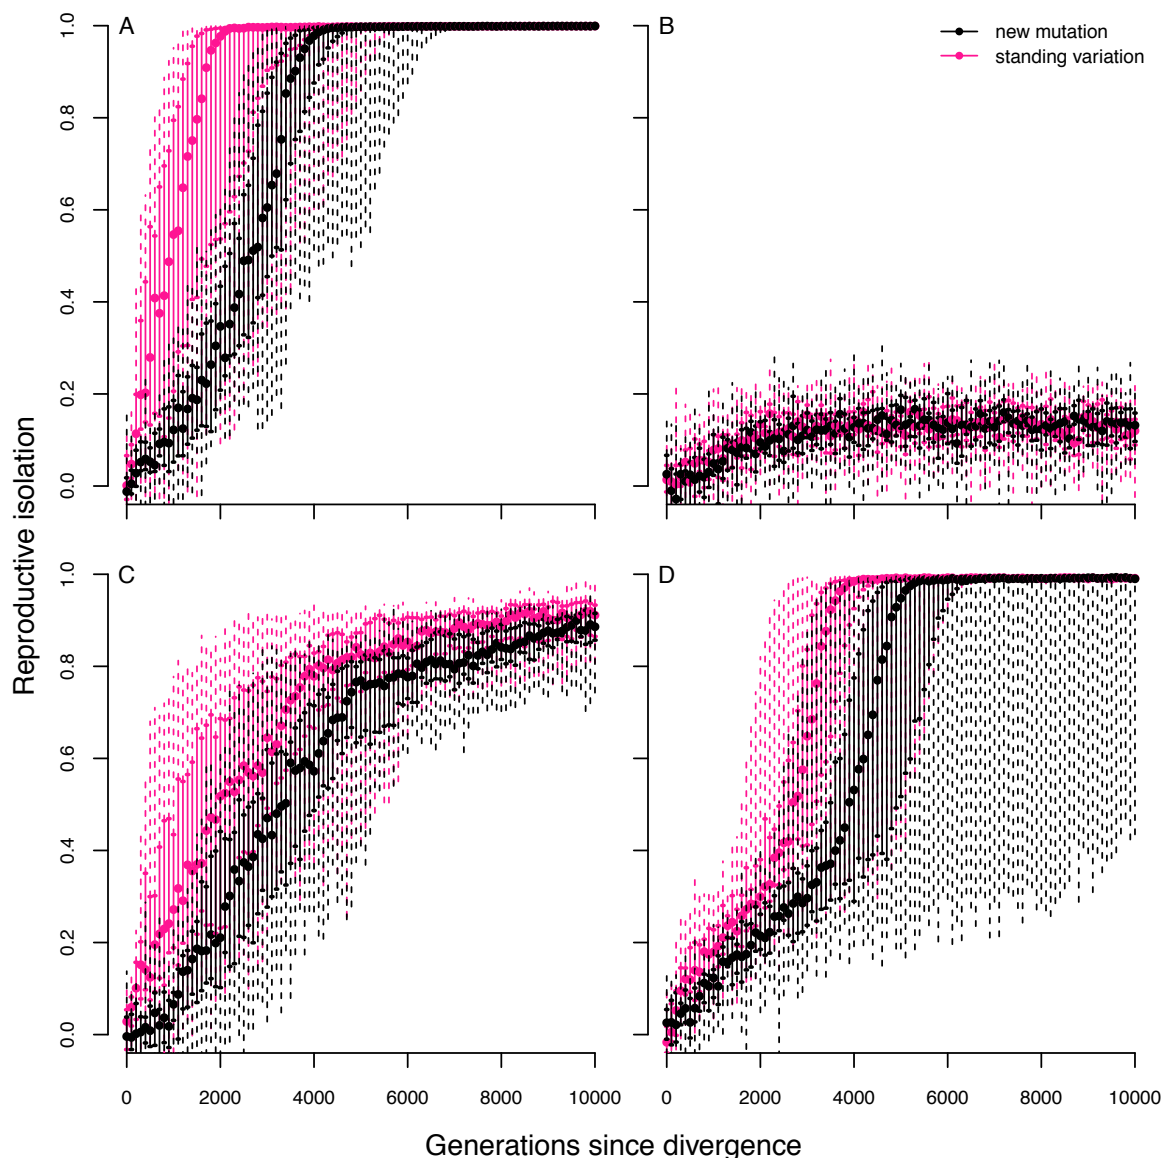 A
B
new mutation
standing variation
1.0
0.8
0.6
0.4
0.2
0.0
Reproductive isolation
C
D
1.0
0.8
0.6
0.4
0.2
0.0
0 2000 4000 6000 8000 10000
0 2000 4000 6000 8000 10000
Generations since divergence